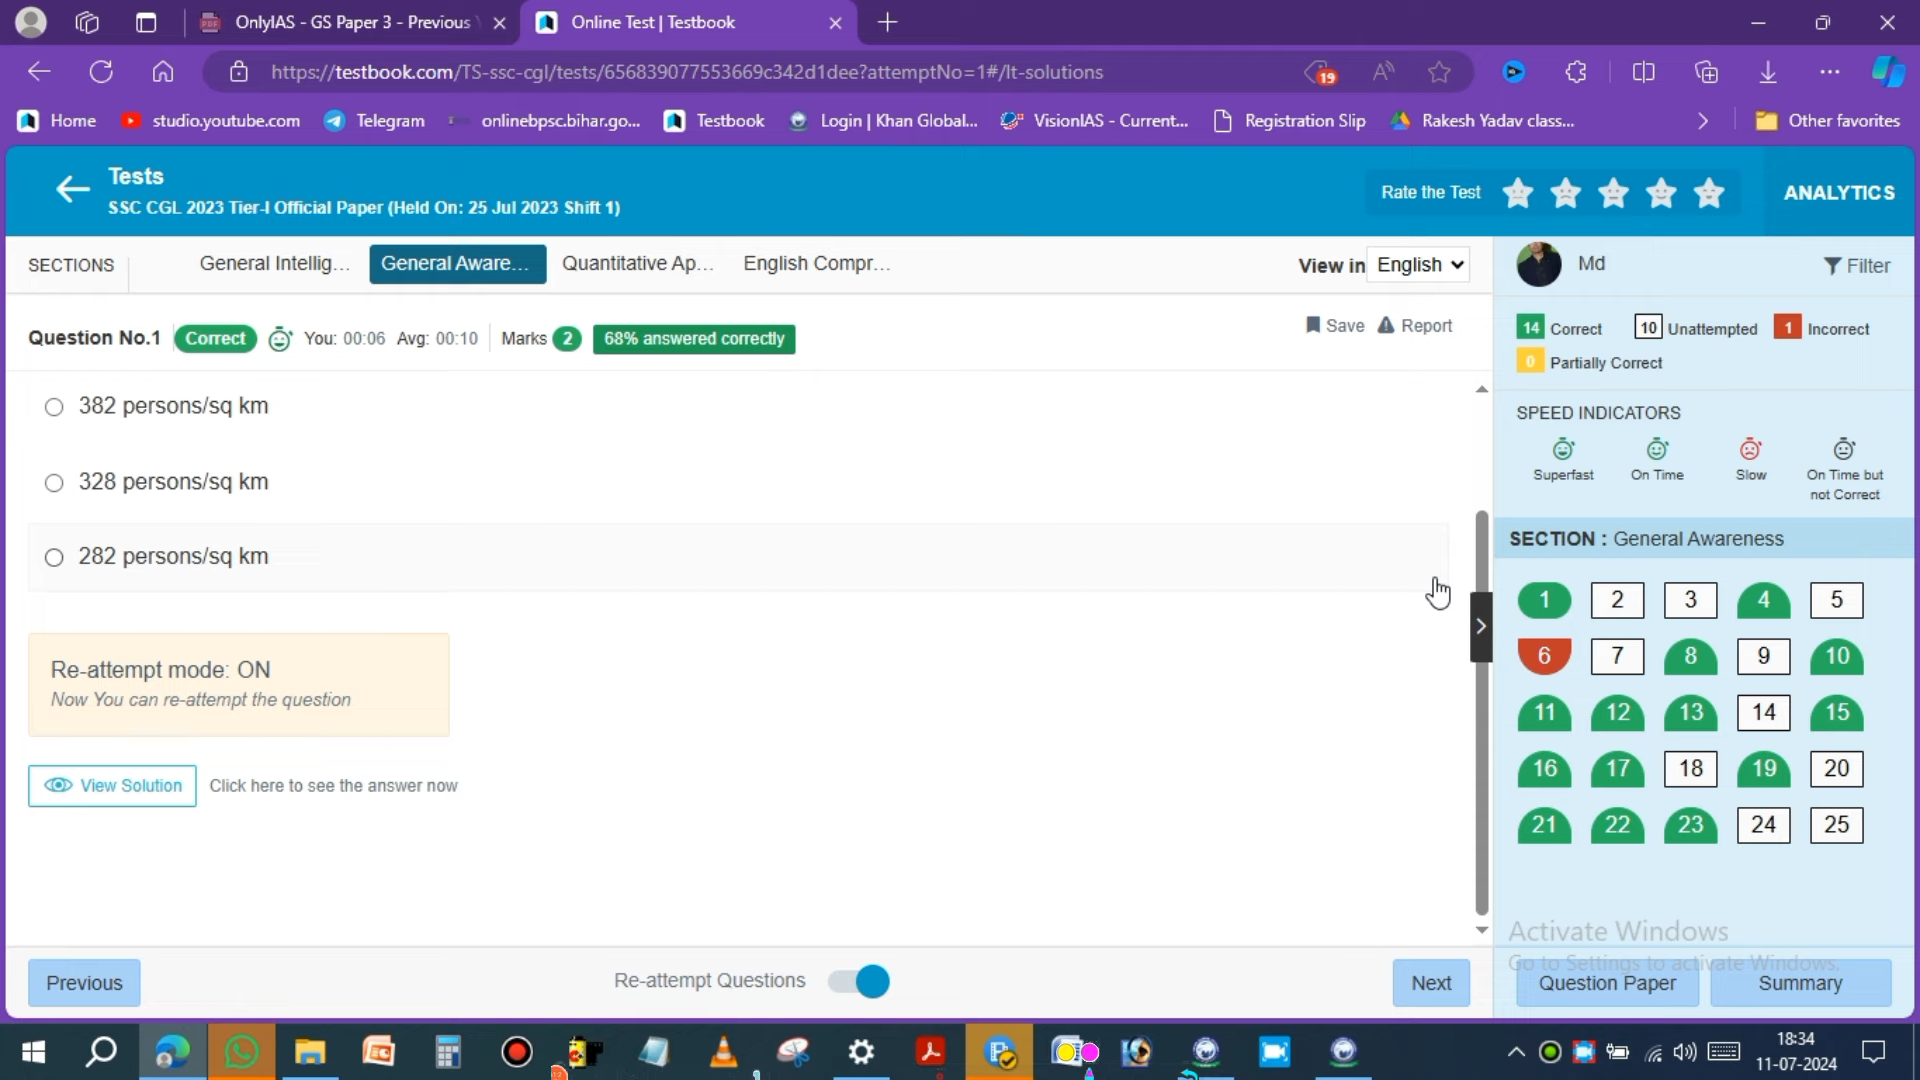 OnlyIAS - GS Paper 3 - Previous
Online Test | Testbook
https://testbook.com/TS-ssc-cgl/tests/656839077553669c342d1dee?attemptNo=1#/lt-solutions
19
Home
studio.youtube.com
Telegram
onlinebpsc.bihar.go...
Testbook
Login | Khan Global...
VisionIAS - Current...
Registration Slip
Rakesh Yadav class...
Other favorites
Tests
SSC CGL 2023 Tier-I Official Paper (Held On: 25 Jul 2023 Shift 1)
Rate the Test
ANALYTICS
SECTIONS
General Intellig...
General Aware...
Quantitative Ap...
English Compr...
View in English
Md
Filter
Question No.1 Correct You: 00:06 Avg: 00:10 Marks 2 68% answered correctly
Save Report
14 Correct 10 Unattempted 1 Incorrect
0 Partially Correct
382 persons/sq km
328 persons/sq km
282 persons/sq km
SPEED INDICATORS
Superfast
On Time
Slow
On Time but
not Correct
SECTION : General Awareness
1 2 3 4 5
6 7 8 9 10
11 12 13 14 15
16 17 18 19 20
21 22 23 24 25
Re-attempt mode: ON
Now You can re-attempt the question
View Solution Click here to see the answer now
Activate Windows
Go to Settings to activate Windows.
Previous
Re-attempt Questions
Next
Question Paper
Summary
18:34
11-07-2024